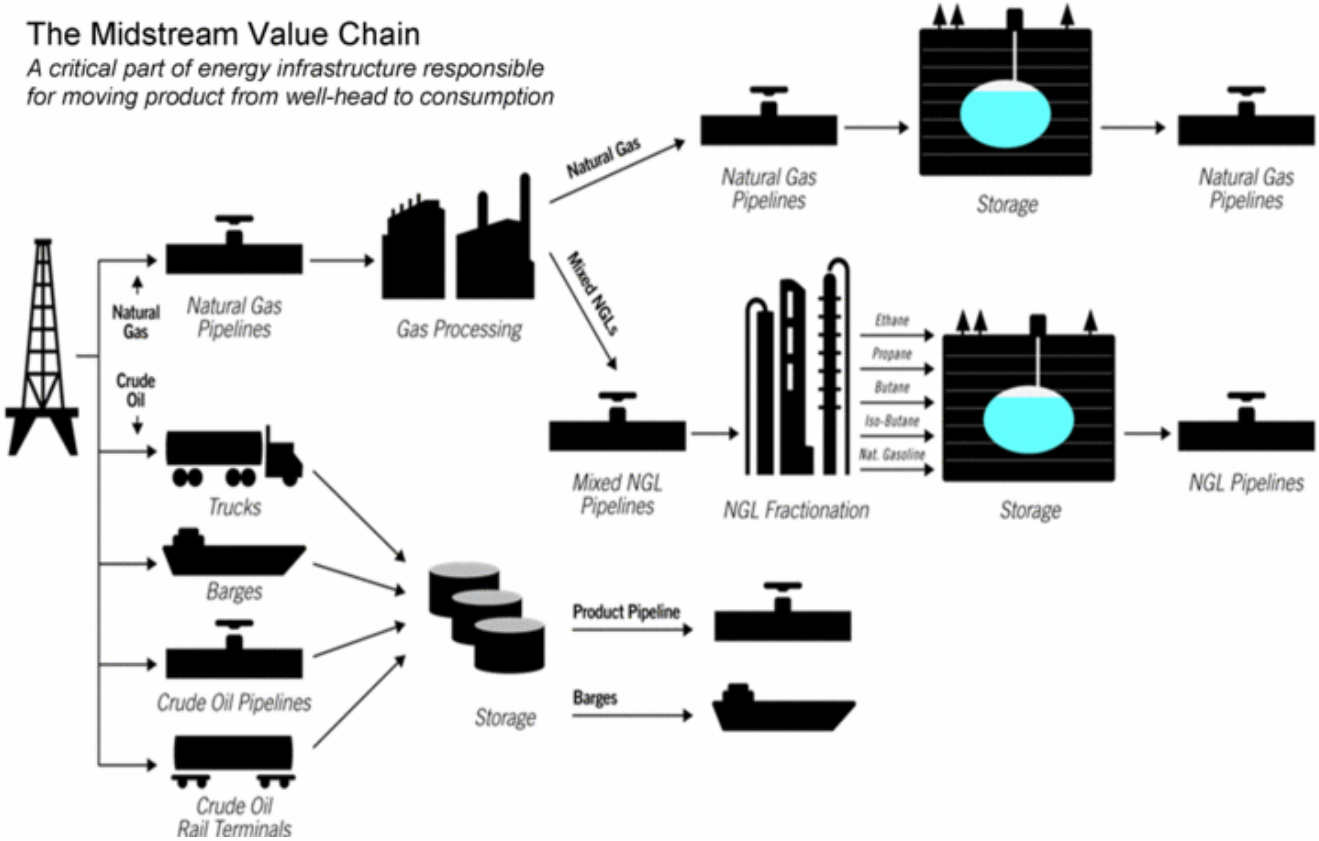 The Midstream Value Chain
A critical part of energy infrastructure responsible
for moving product from well-head to consumption
Natural Gas
Natural Gas
Pipelines
Storage
Natural Gas
Pipelines
Natural
Gas
Natural Gas
Pipelines
Gas Processing
Mixed NGLs
Crude
Oil
Ethane
Propane
Butane
Iso-Butane
Nat. Gasoline
Mixed NGL
Pipelines
NGL Fractionation
Storage
NGL Pipelines
Trucks
Barges
Crude Oil Pipelines
Crude Oil
Rail Terminals
Storage
Product Pipeline
Barges